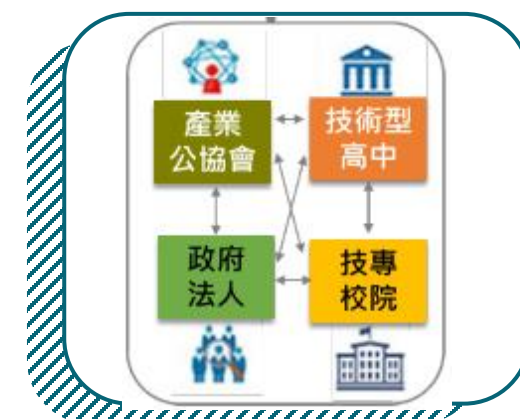 產業
公協會
技術型
高中
政府
法人
技專
校院